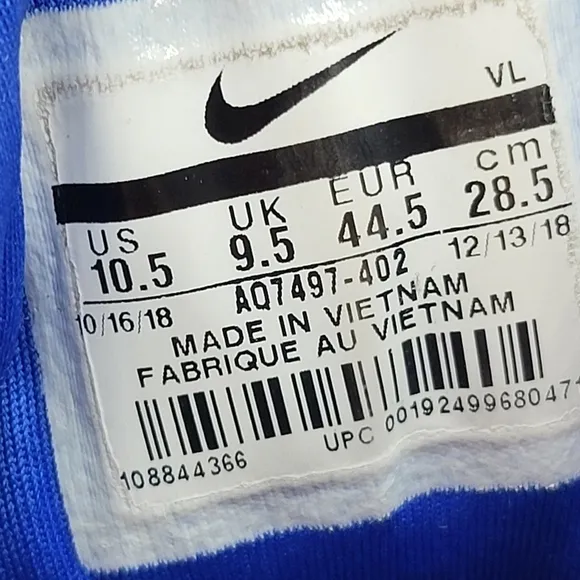 VL
US UK EUR cm
10.5 9.5 44.5 28.5
10/16/18 AQ7497-402 12/13/18
MADE IN VIETNAM
FABRIQUE AU VIETNAM
108844366 UPC 00192499680474